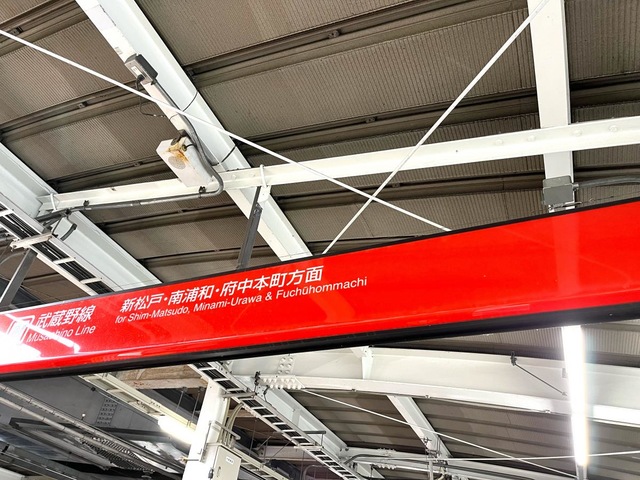 武蔵野線
Musashino Line
新松戸・南浦和・府中本町方面
for Shim-Matsudo, Minami-Urawa & Fuchūhommachi